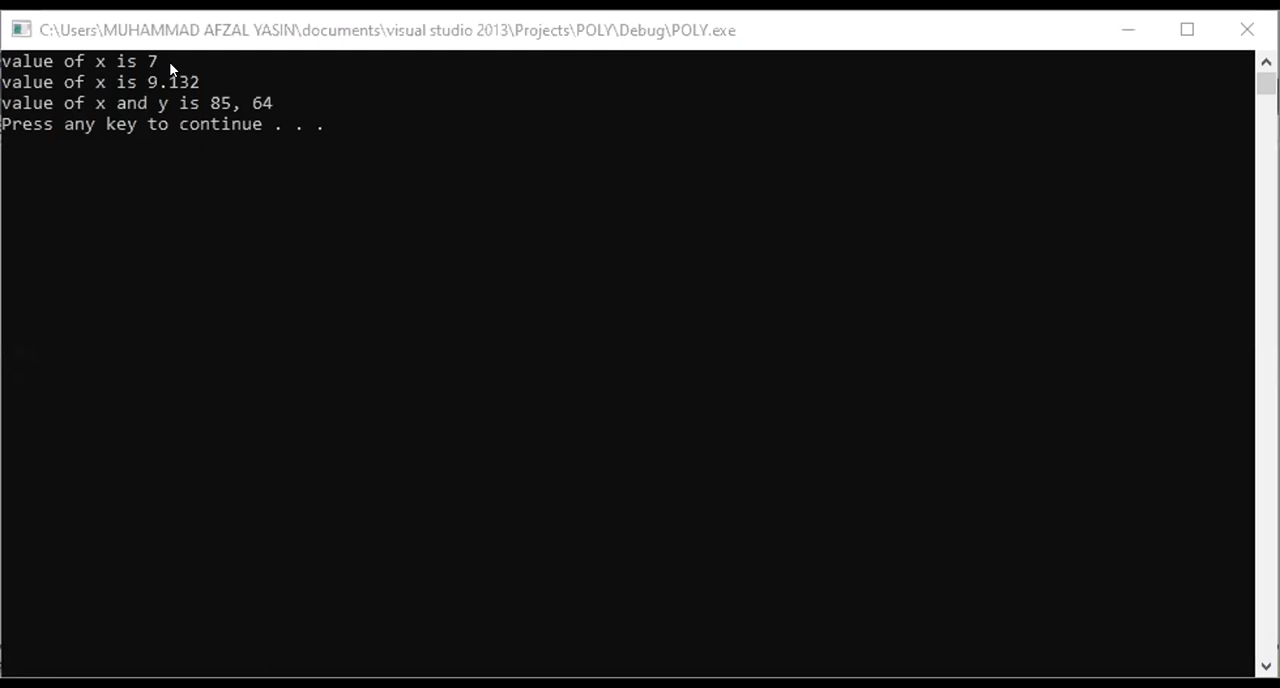 C:\Users\MUHAMMAD AFZAL YASIN\documents\visual studio 2013\Projects\POLY\Debug\POLY.exe
value of x is 7
value of x is 9.132
value of x and y is 85, 64
Press any key to continue . . .